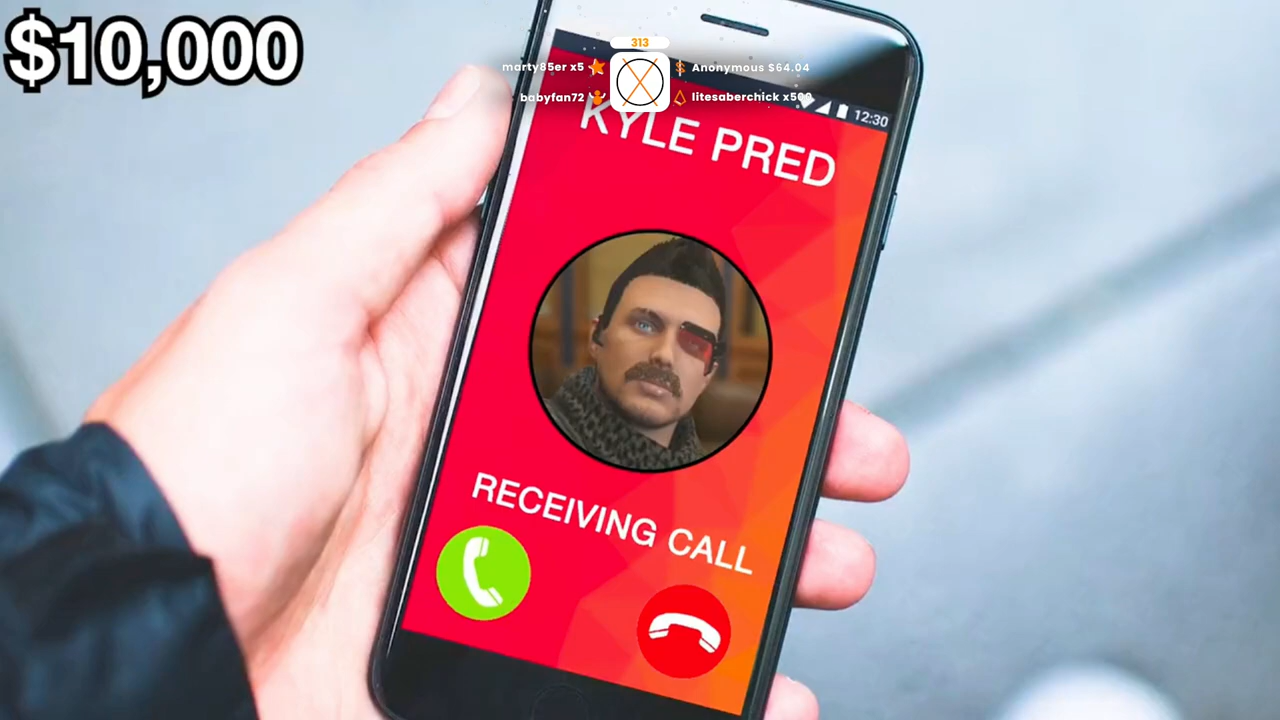 $10,000
313
marty85er x5
Anonymous $64.04
babyfan72
litesaberchick x500
12:30
KYLE PRED
RECEIVING CALL